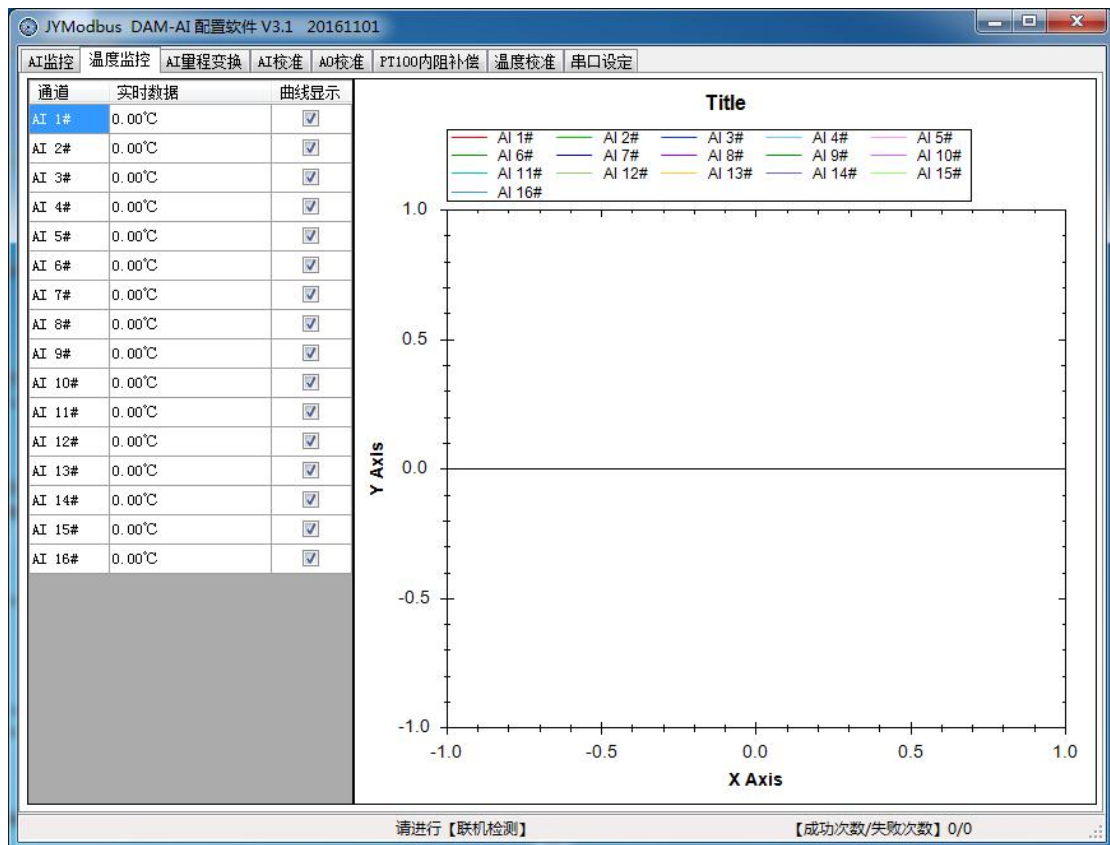 JYModbus DAM-AI 配置软件 V3.1 20161101
AI监控 温度监控 AI量程变换 AI校准 AO校准 PT100内阻补偿 温度校准 串口设定
通道 实时数据 曲线显示
AI 1# 0.00℃
AI 2# 0.00℃
AI 3# 0.00℃
AI 4# 0.00℃
AI 5# 0.00℃
AI 6# 0.00℃
AI 7# 0.00℃
AI 8# 0.00℃
AI 9# 0.00℃
AI 10# 0.00℃
AI 11# 0.00℃
AI 12# 0.00℃
AI 13# 0.00℃
AI 14# 0.00℃
AI 15# 0.00℃
AI 16# 0.00℃
Title
AI 1# AI 2# AI 3# AI 4# AI 5#
AI 6# AI 7# AI 8# AI 9# AI 10#
AI 11# AI 12# AI 13# AI 14# AI 15#
AI 16#
1.0
0.5
0.0
-0.5
-1.0
Y Axis
-1.0 -0.5 0.0 0.5 1.0
X Axis
请进行【联机检测】 【成功次数/失败次数】0/0